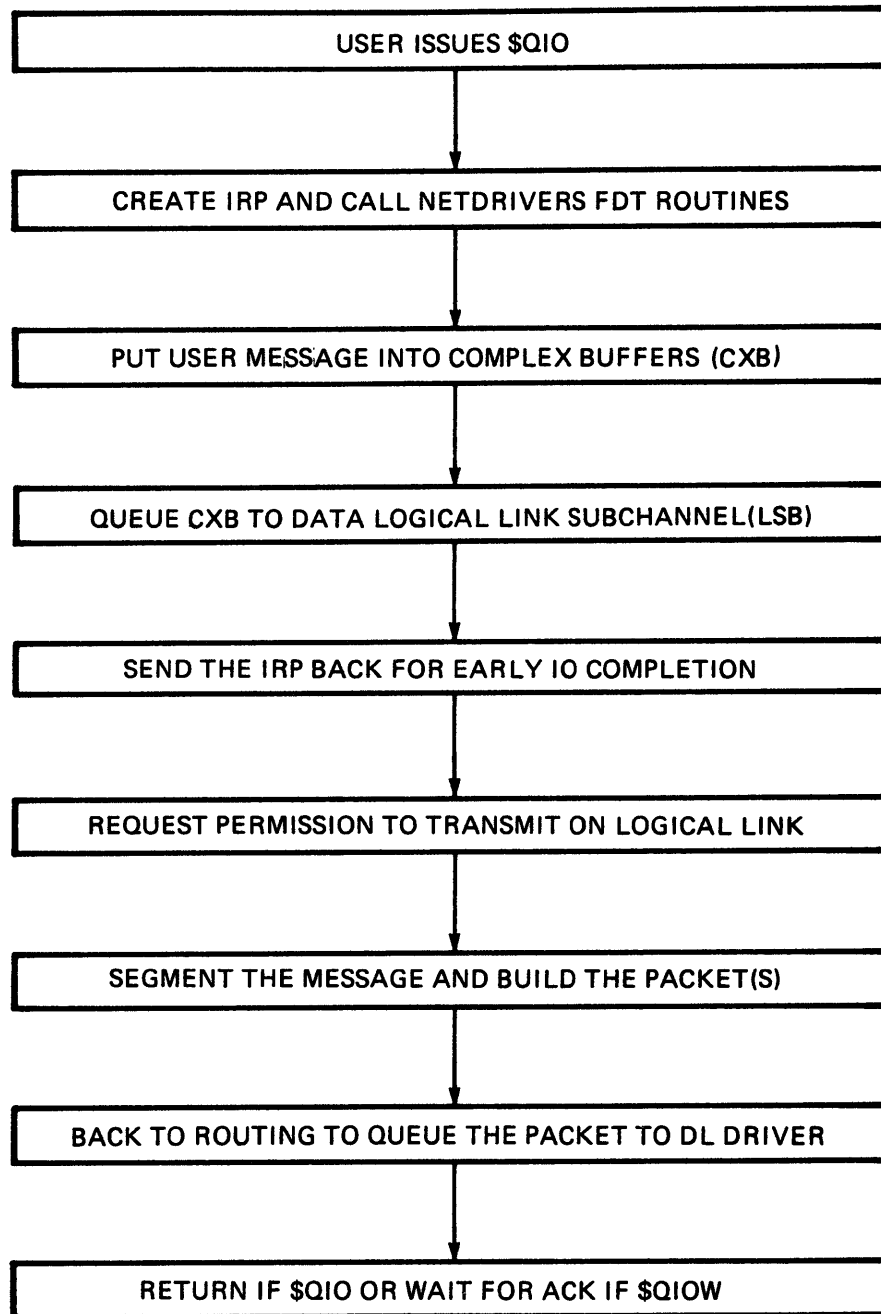 USER ISSUES $QIO
CREATE IRP AND CALL NETDRIVERS FDT ROUTINES
PUT USER MESSAGE INTO COMPLEX BUFFERS (CXB)
QUEUE CXB TO DATA LOGICAL LINK SUBCHANNEL(LSB)
SEND THE IRP BACK FOR EARLY IO COMPLETION
REQUEST PERMISSION TO TRANSMIT ON LOGICAL LINK
SEGMENT THE MESSAGE AND BUILD THE PACKET(S)
BACK TO ROUTING TO QUEUE THE PACKET TO DL DRIVER
RETURN IF $QIO OR WAIT FOR ACK IF $QIOW